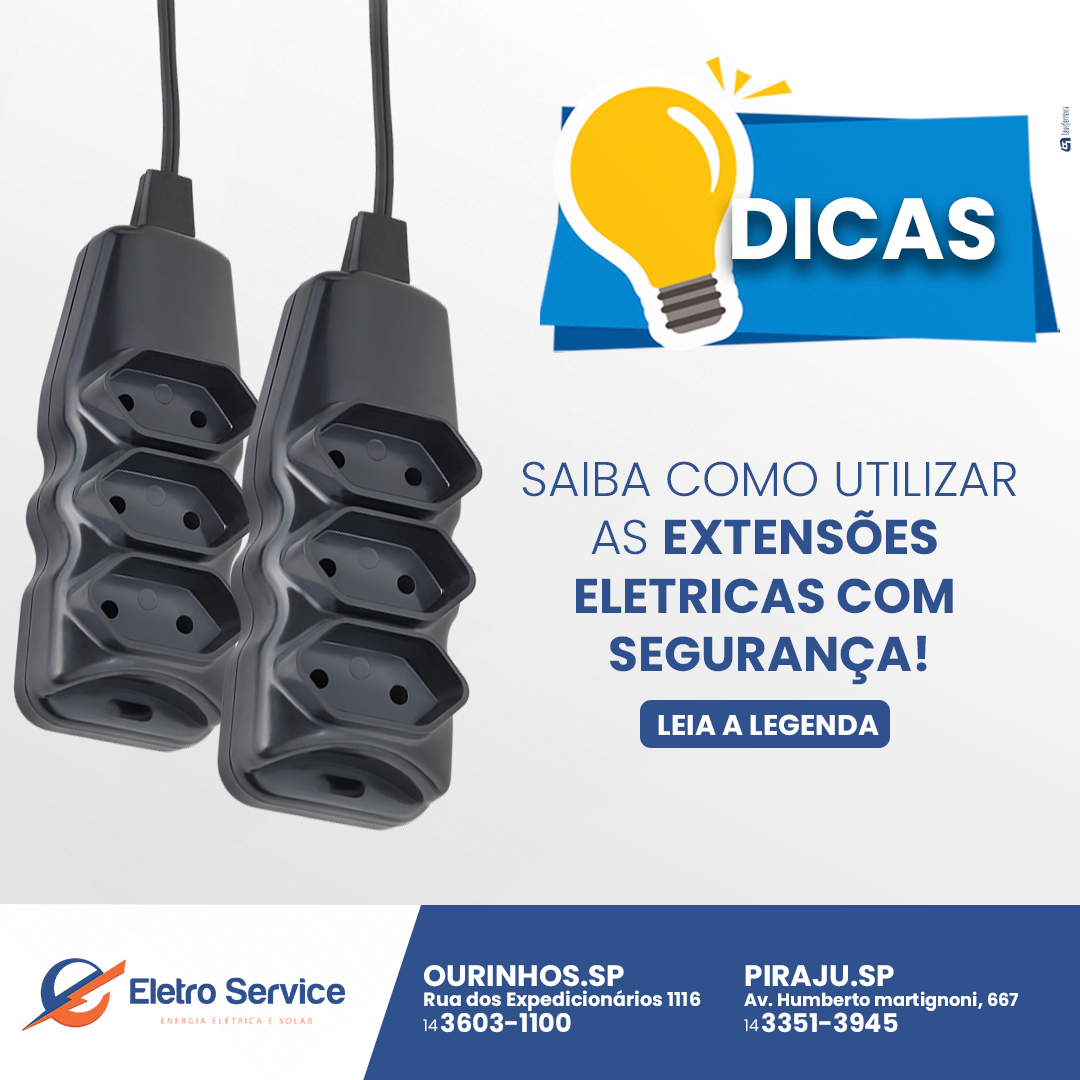 DICAS
leuiferreira
SAIBA COMO UTILIZAR
AS EXTENSÕES
ELETRICAS COM
SEGURANÇA!
LEIA A LEGENDA
Eletro Service
ENERGIA ELÉTRICA E SOLAR
OURINHOS.SP
Rua dos Expedicionários 1116
14 3603-1100
PIRAJU.SP
Av. Humberto martignoni, 667
14 3351-3945